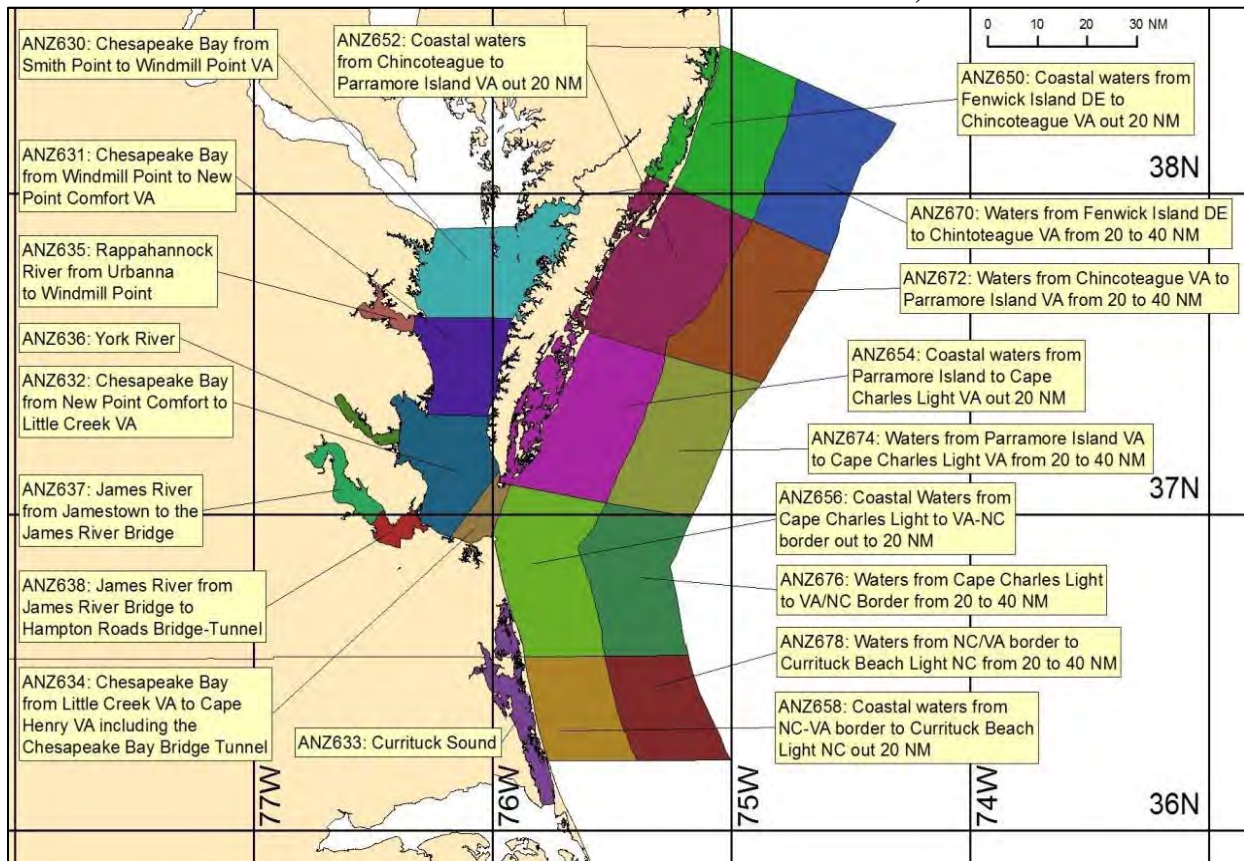 0 10 20 30 NM
ANZ630: Chesapeake Bay from
Smith Point to Windmill Point VA
ANZ652: Coastal waters
from Chincoteague to
Parramore Island VA out 20 NM
ANZ650: Coastal waters from
Fenwick Island DE to
Chincoteague VA out 20 NM
ANZ631: Chesapeake Bay
from Windmill Point to New
Point Comfort VA
38N
ANZ670: Waters from Fenwick Island DE
to Chintoteague VA from 20 to 40 NM
ANZ635: Rappahannock
River from Urbanna
to Windmill Point
ANZ672: Waters from Chincoteague VA to
Parramore Island VA from 20 to 40 NM
ANZ636: York River
ANZ654: Coastal waters from
Parramore Island to Cape
Charles Light VA out 20 NM
ANZ632: Chesapeake Bay
from New Point Comfort to
Little Creek VA
ANZ674: Waters from Parramore Island VA
to Cape Charles Light VA from 20 to 40 NM
ANZ637: James River
from Jamestown to the
James River Bridge
ANZ656: Coastal Waters from
Cape Charles Light to VA-NC
border out to 20 NM
37N
ANZ676: Waters from Cape Charles Light
to VA/NC Border from 20 to 40 NM
ANZ638: James River from
James River Bridge to
Hampton Roads Bridge-Tunnel
ANZ678: Waters from NC/VA border to
Currituck Beach Light NC from 20 to 40 NM
ANZ634: Chesapeake Bay
from Little Creek VA to Cape
Henry VA including the
Chesapeake Bay Bridge Tunnel
ANZ633: Currituck Sound
ANZ658: Coastal waters from
NC-VA border to Currituck Beach
Light NC out 20 NM
77W
76W
75W
74W
36N